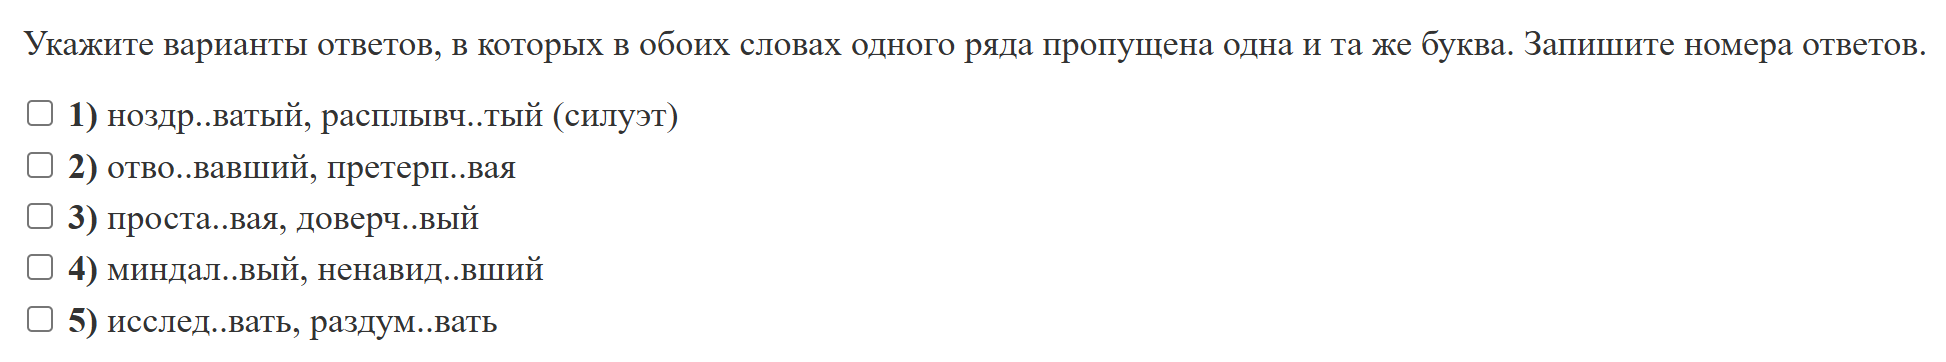 Укажите варианты ответов, в которых в обоих словах одного ряда пропущена одна и та же буква. Запишите номера ответов.
1) ноздр..ватый, расплывч..тый (силуэт)
2) отво..вавший, претерп..вая
3) проста..вая, доверч..вый
4) миндал..вый, ненавид..вший
5) исслед..вать, раздум..вать